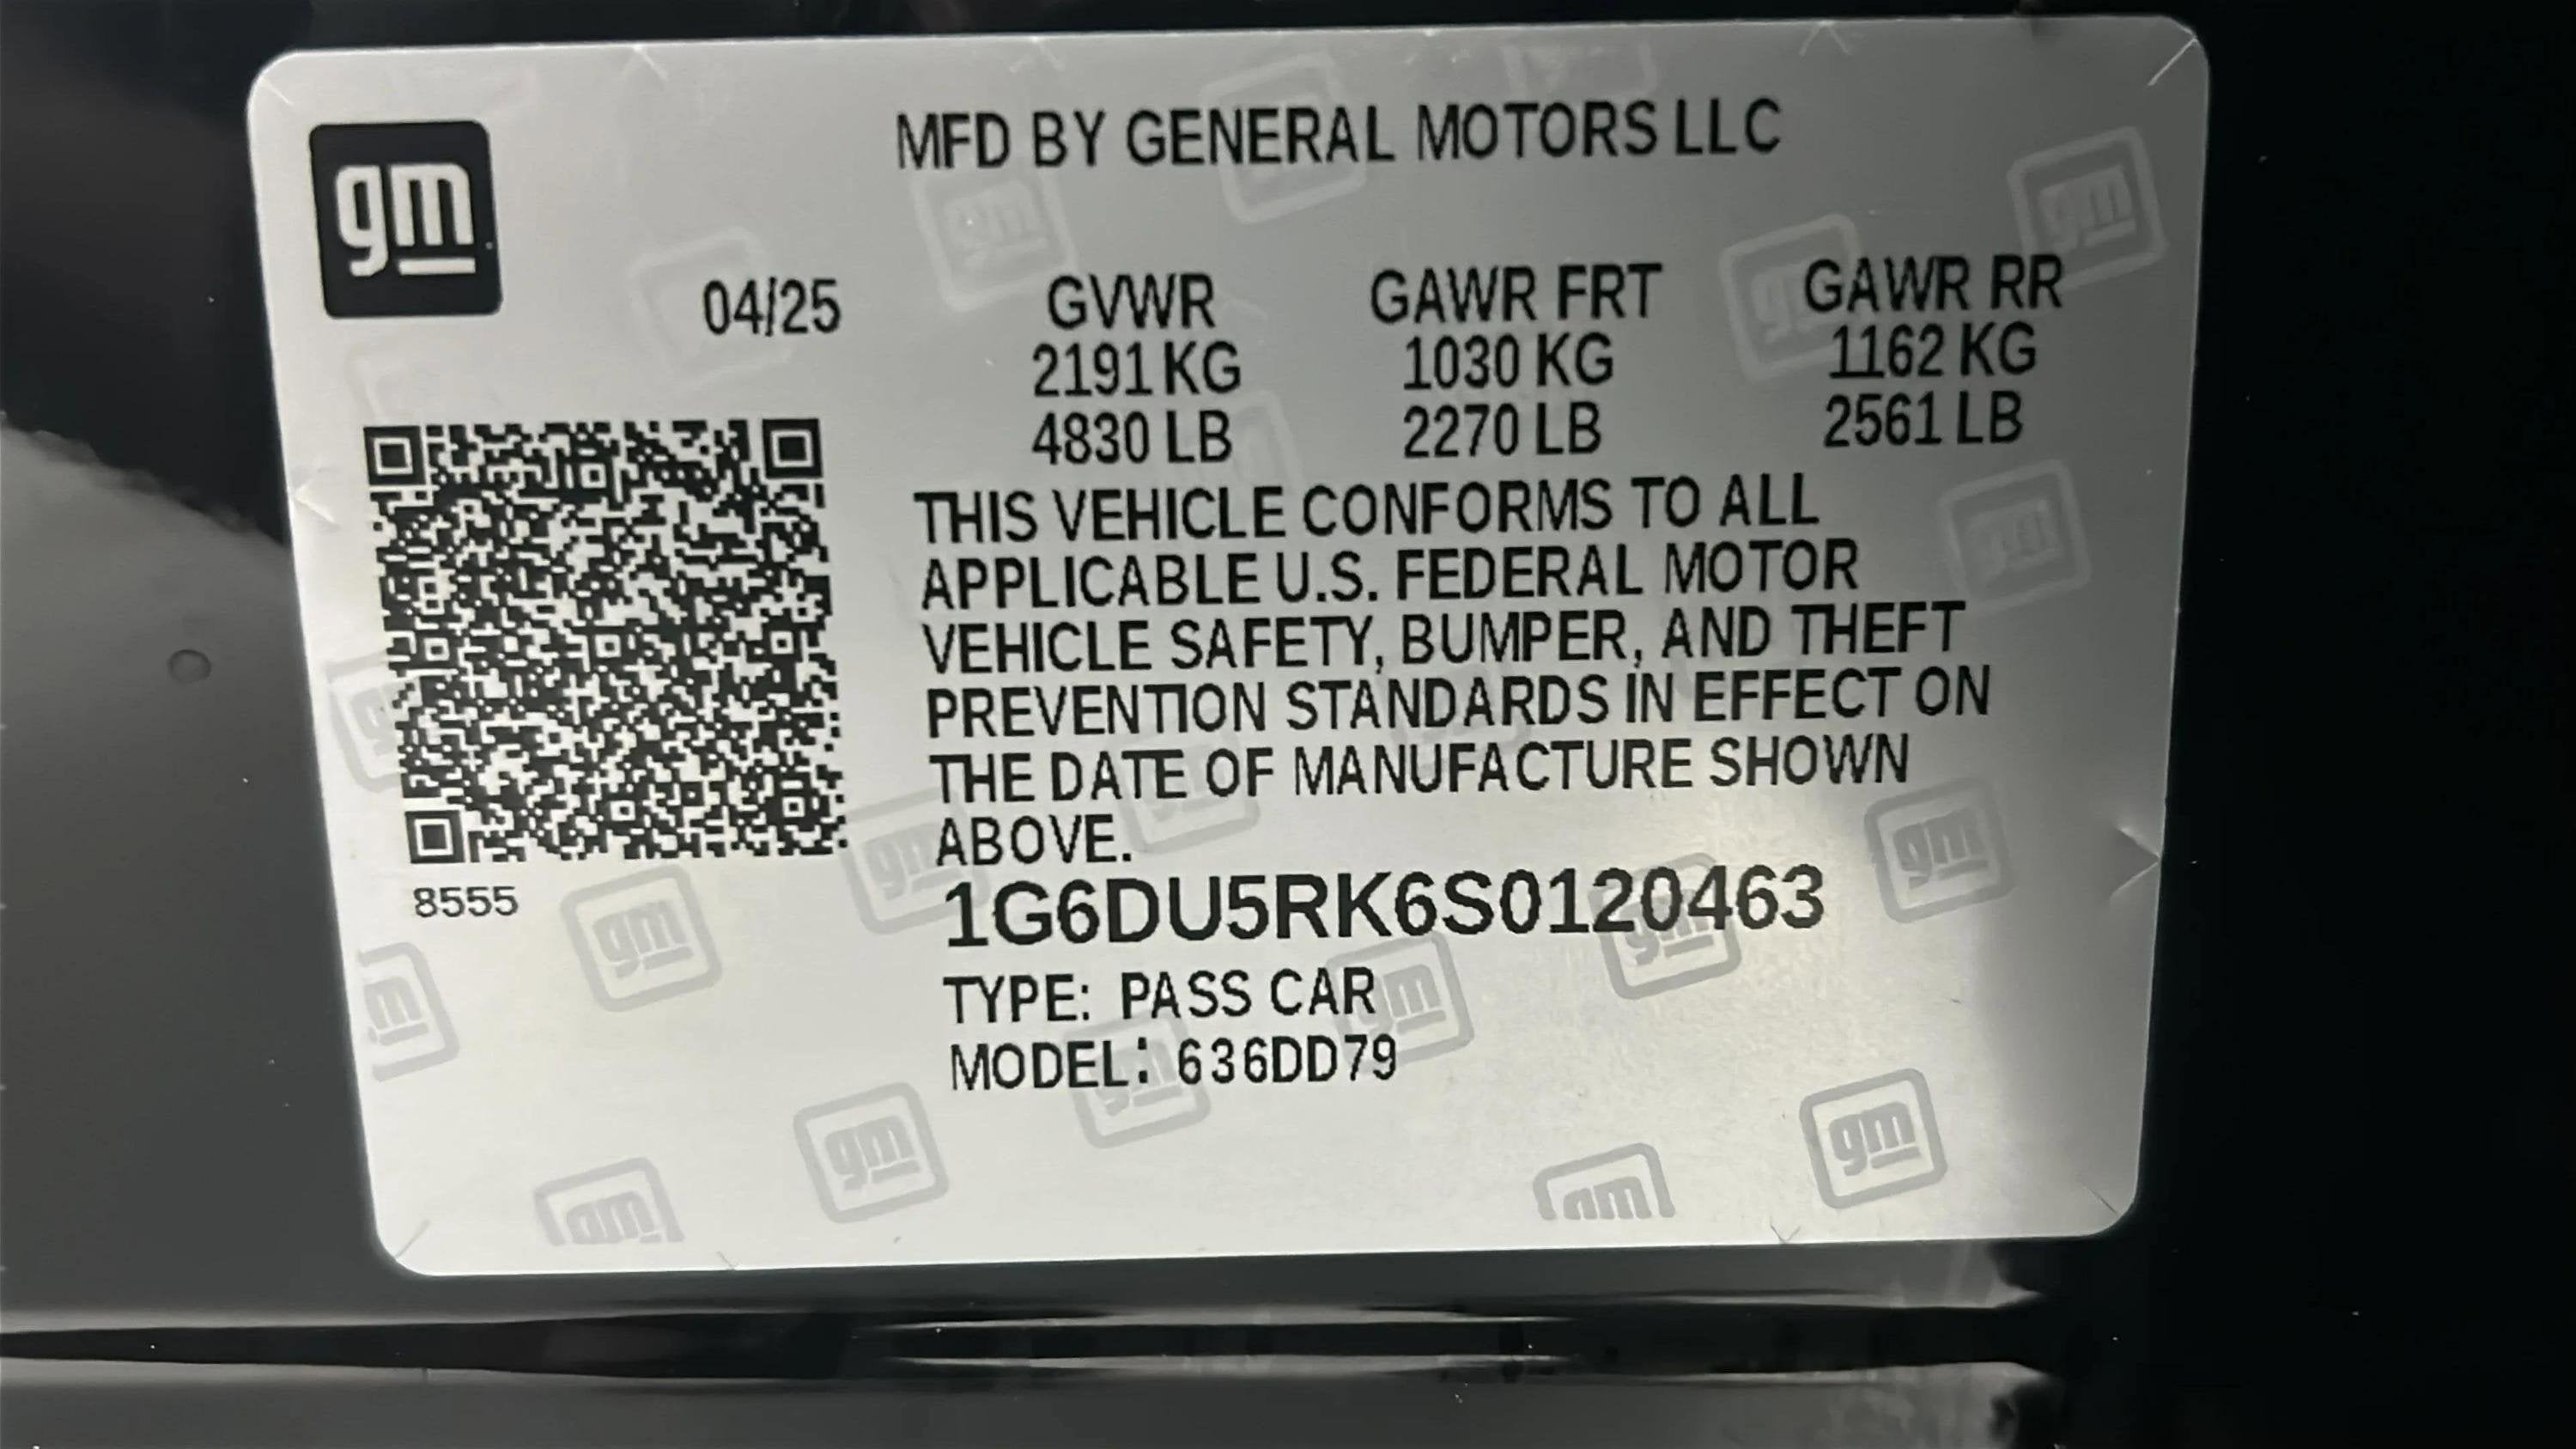 gm
MFD BY GENERAL MOTORS LLC
04/25 GVWR GAWR FRT GAWR RR
2191 KG 1030 KG 1162 KG
4830 LB 2270 LB 2561 LB
THIS VEHICLE CONFORMS TO ALL
APPLICABLE U.S. FEDERAL MOTOR
VEHICLE SAFETY, BUMPER, AND THEFT
PREVENTION STANDARDS IN EFFECT ON
THE DATE OF MANUFACTURE SHOWN
ABOVE.
8555
1G6DU5RK6S0120463
TYPE: PASS CAR
MODEL: 636DD79